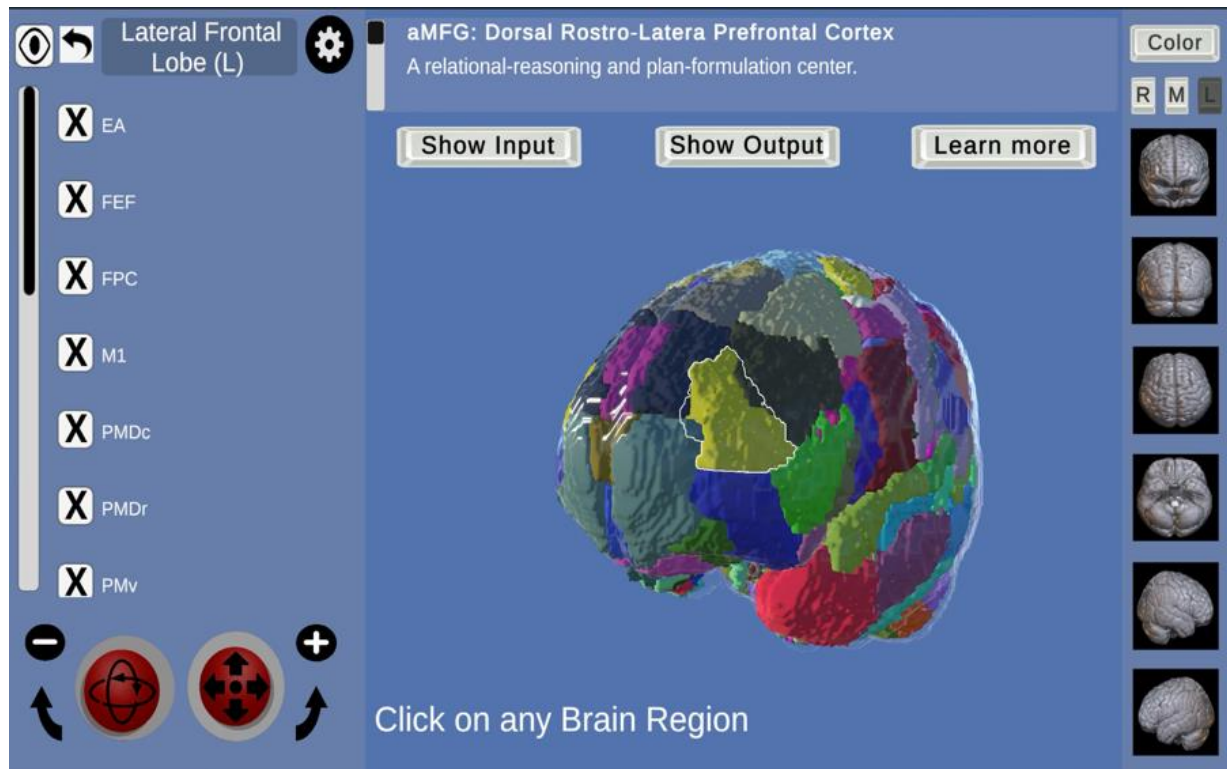 Lateral Frontal
Lobe (L)
aMFG: Dorsal Rostro-Latera Prefrontal Cortex
A relational-reasoning and plan-formulation center.
Color
R M L
Show Input
Show Output
Learn more
X EA
X FEF
X FPC
X M1
X PMDc
X PMDr
X PMv
Click on any Brain Region